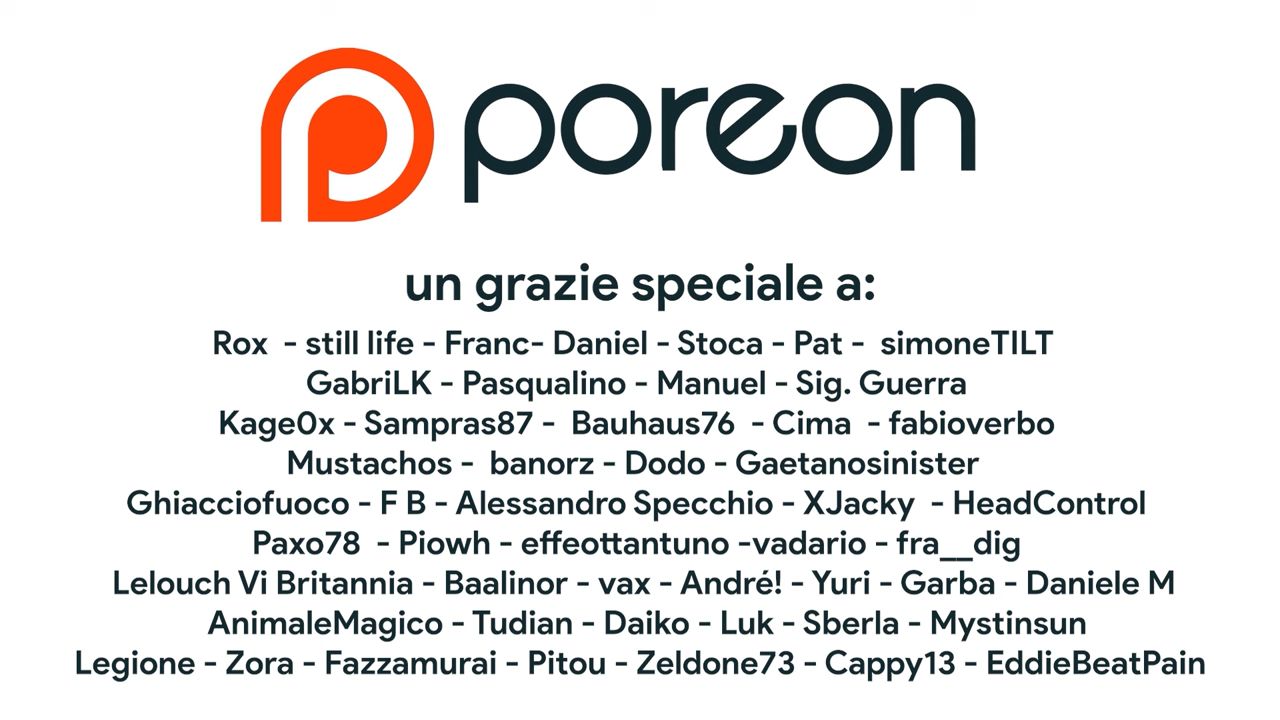 poreon
un grazie speciale a:
Rox - still life - Franc- Daniel - Stoca - Pat - simoneTILT
GabriLK - Pasqualino - Manuel - Sig. Guerra
Kage0x - Sampras87 - Bauhaus76 - Cima - fabioverbo
Mustachos - banorz - Dodo - Gaetanosinister
Ghiacciofuoco - F B - Alessandro Specchio - XJacky - HeadControl
Paxo78 - Piowh - effeottantuno -vadario - fra__dig
Lelouch Vi Britannia - Baalinor - vax - André! - Yuri - Garba - Daniele M
AnimaleMagico - Tudian - Daiko - Luk - Sberla - Mystinsun
Legione - Zora - Fazzamurai - Pitou - Zeldone73 - Cappy13 - EddieBeatPain